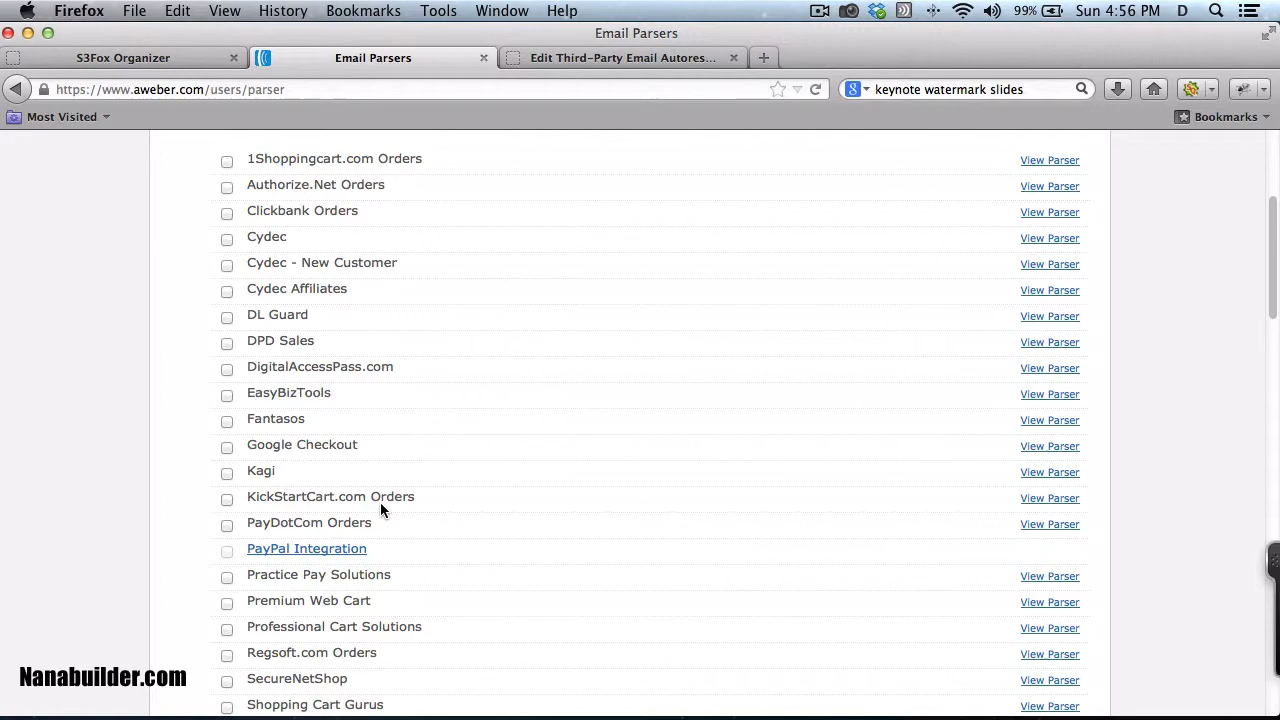 Firefox File Edit View History Bookmarks Tools Window Help 99% Sun 4:56 PM D
Email Parsers
S3Fox Organizer Email Parsers Edit Third-Party Email Autores...
https://www.aweber.com/users/parser keynote watermark slides
Most Visited Bookmarks
1Shoppingcart.com Orders View Parser
Authorize.Net Orders View Parser
Clickbank Orders View Parser
Cydec View Parser
Cydec - New Customer View Parser
Cydec Affiliates View Parser
DL Guard View Parser
DPD Sales View Parser
DigitalAccessPass.com View Parser
EasyBizTools View Parser
Fantasos View Parser
Google Checkout View Parser
Kagi View Parser
KickStartCart.com Orders View Parser
PayDotCom Orders View Parser
PayPal Integration
Practice Pay Solutions View Parser
Premium Web Cart View Parser
Professional Cart Solutions View Parser
Regsoft.com Orders View Parser
SecureNetShop View Parser
Shopping Cart Gurus View Parser
Nanabuilder.com